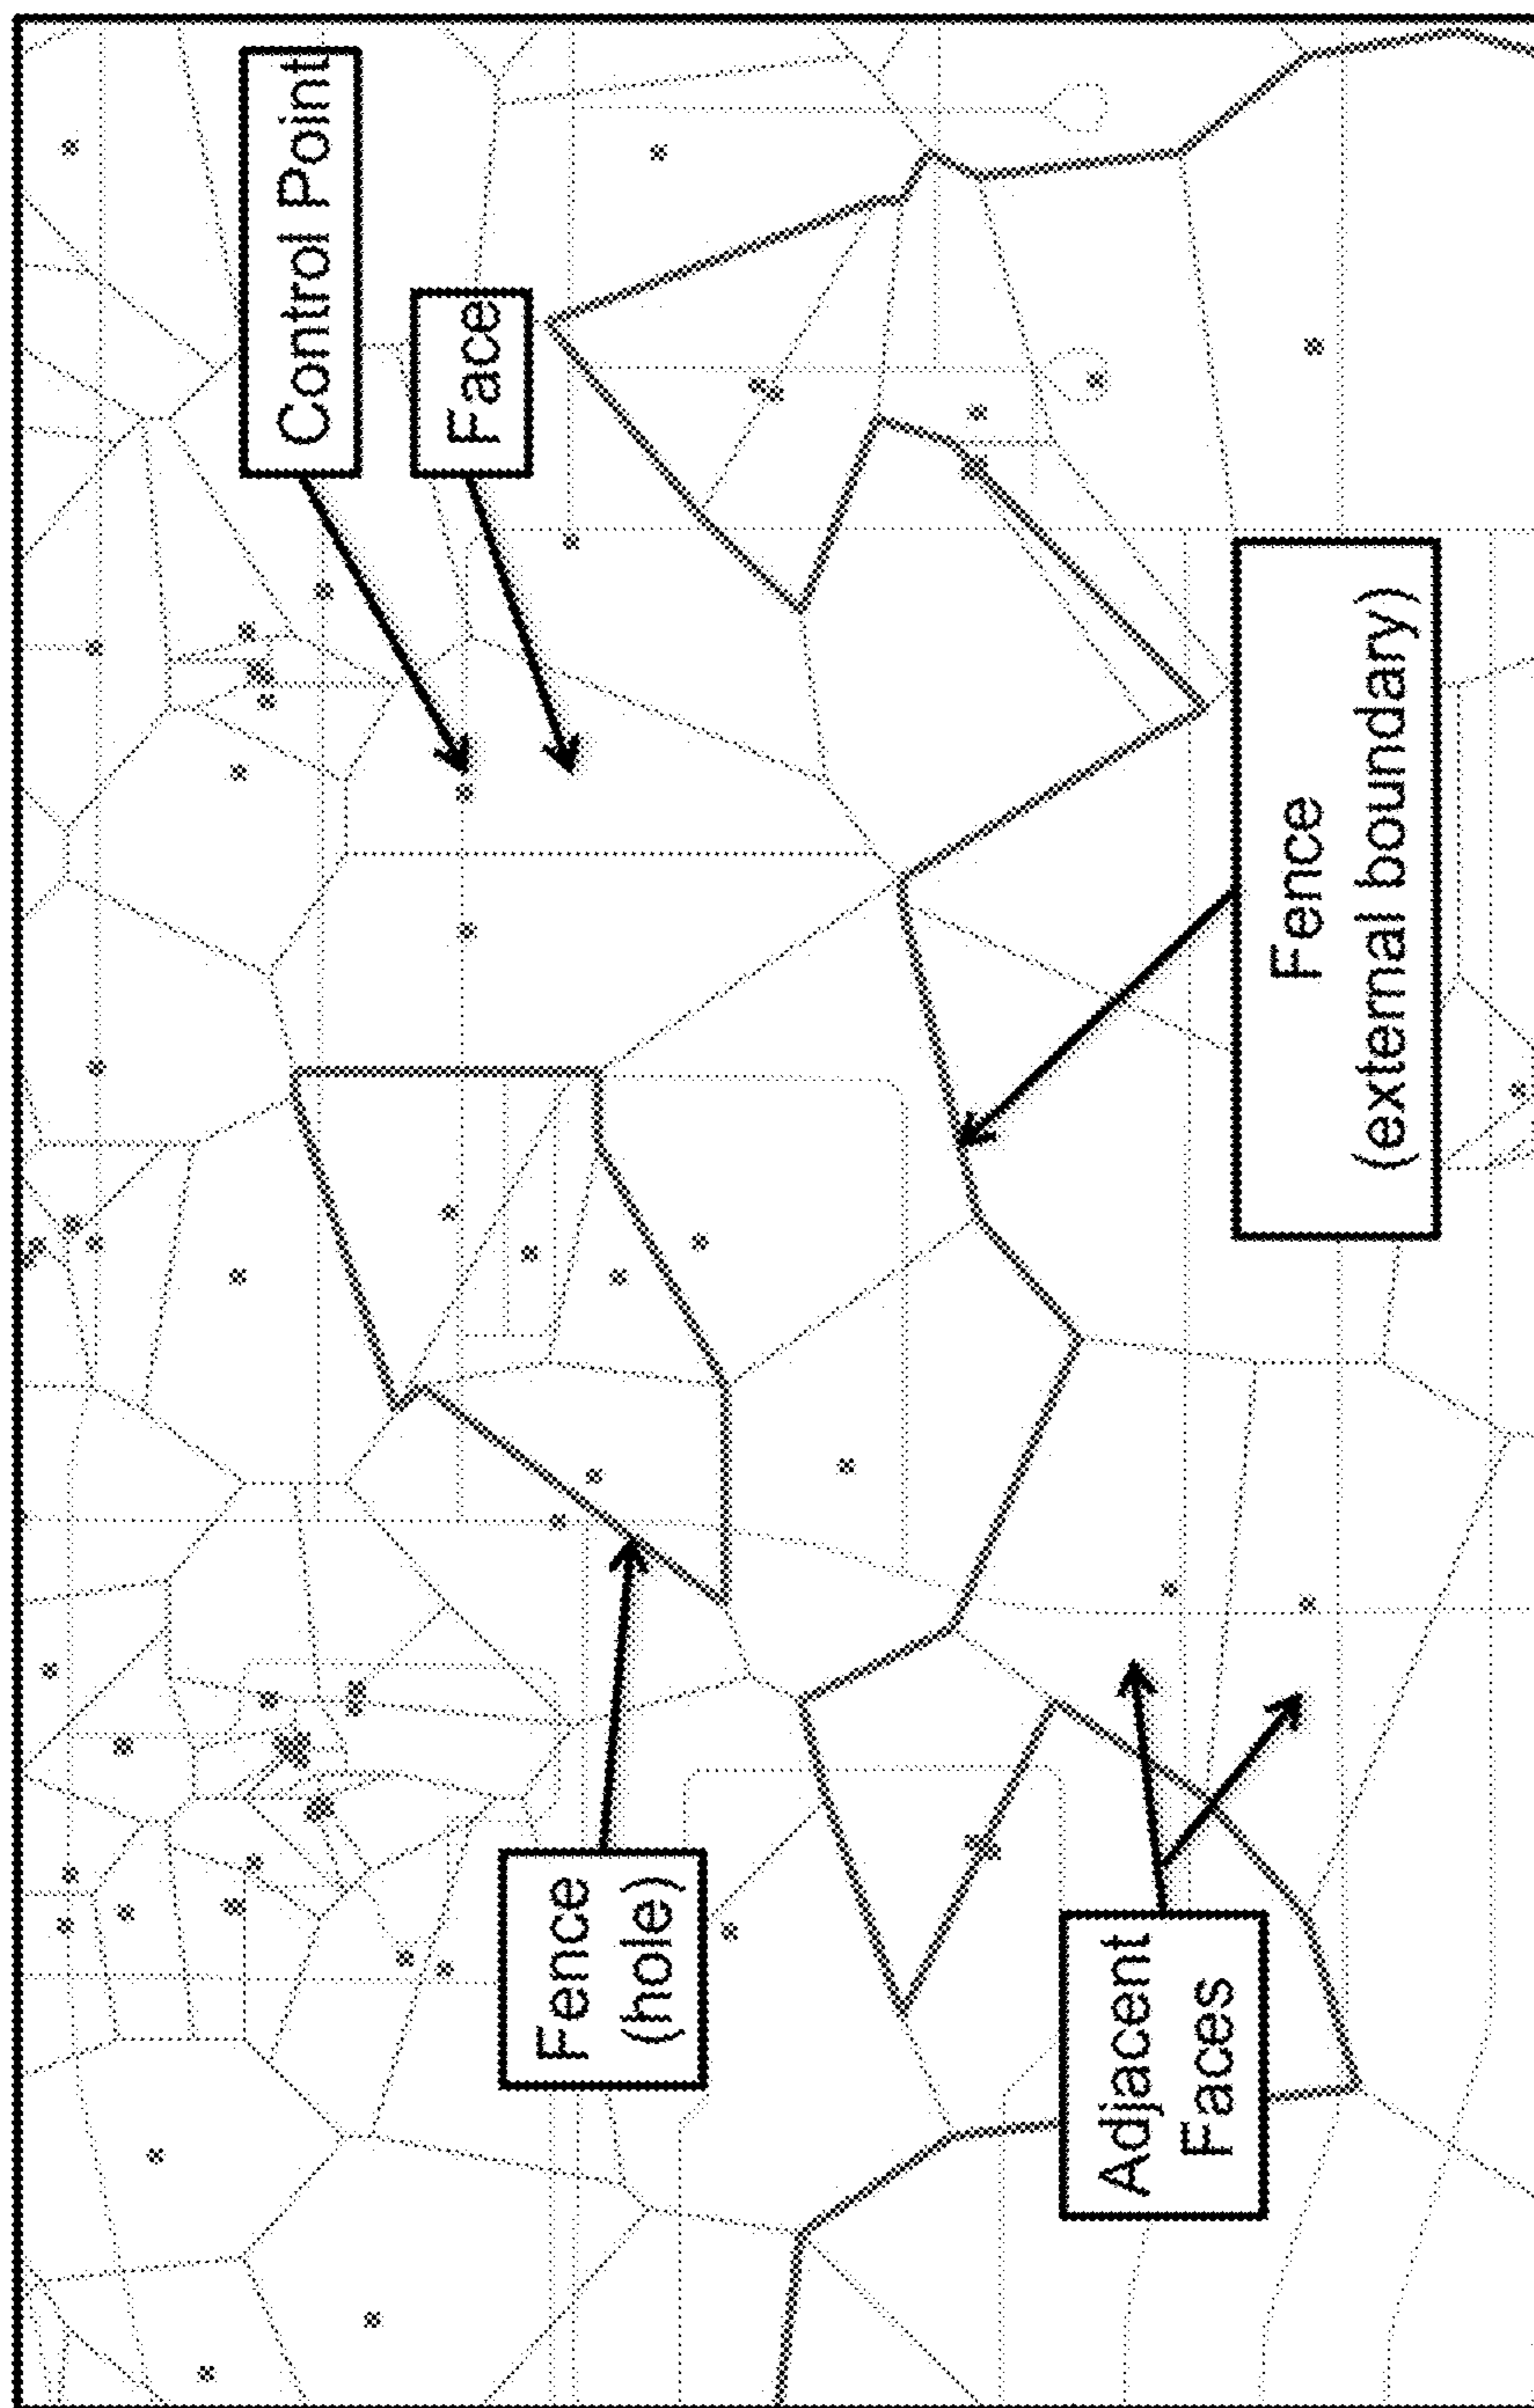 Control Point
Face
Fence
(hole)
Fence
(external boundary)
Adjacent
Faces